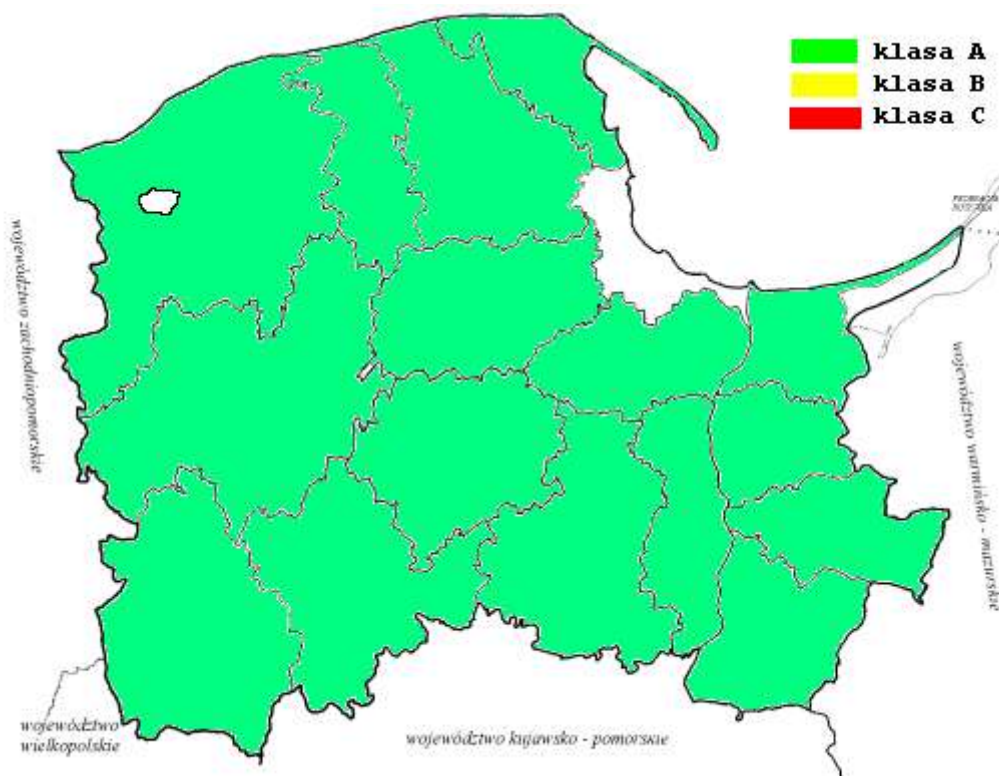 klasa A
klasa B
klasa C
województwo zachodniopomorskie
województwo warmińsko - mazurskie
województwo
wielkopolskie
województwo kujawsko - pomorskie